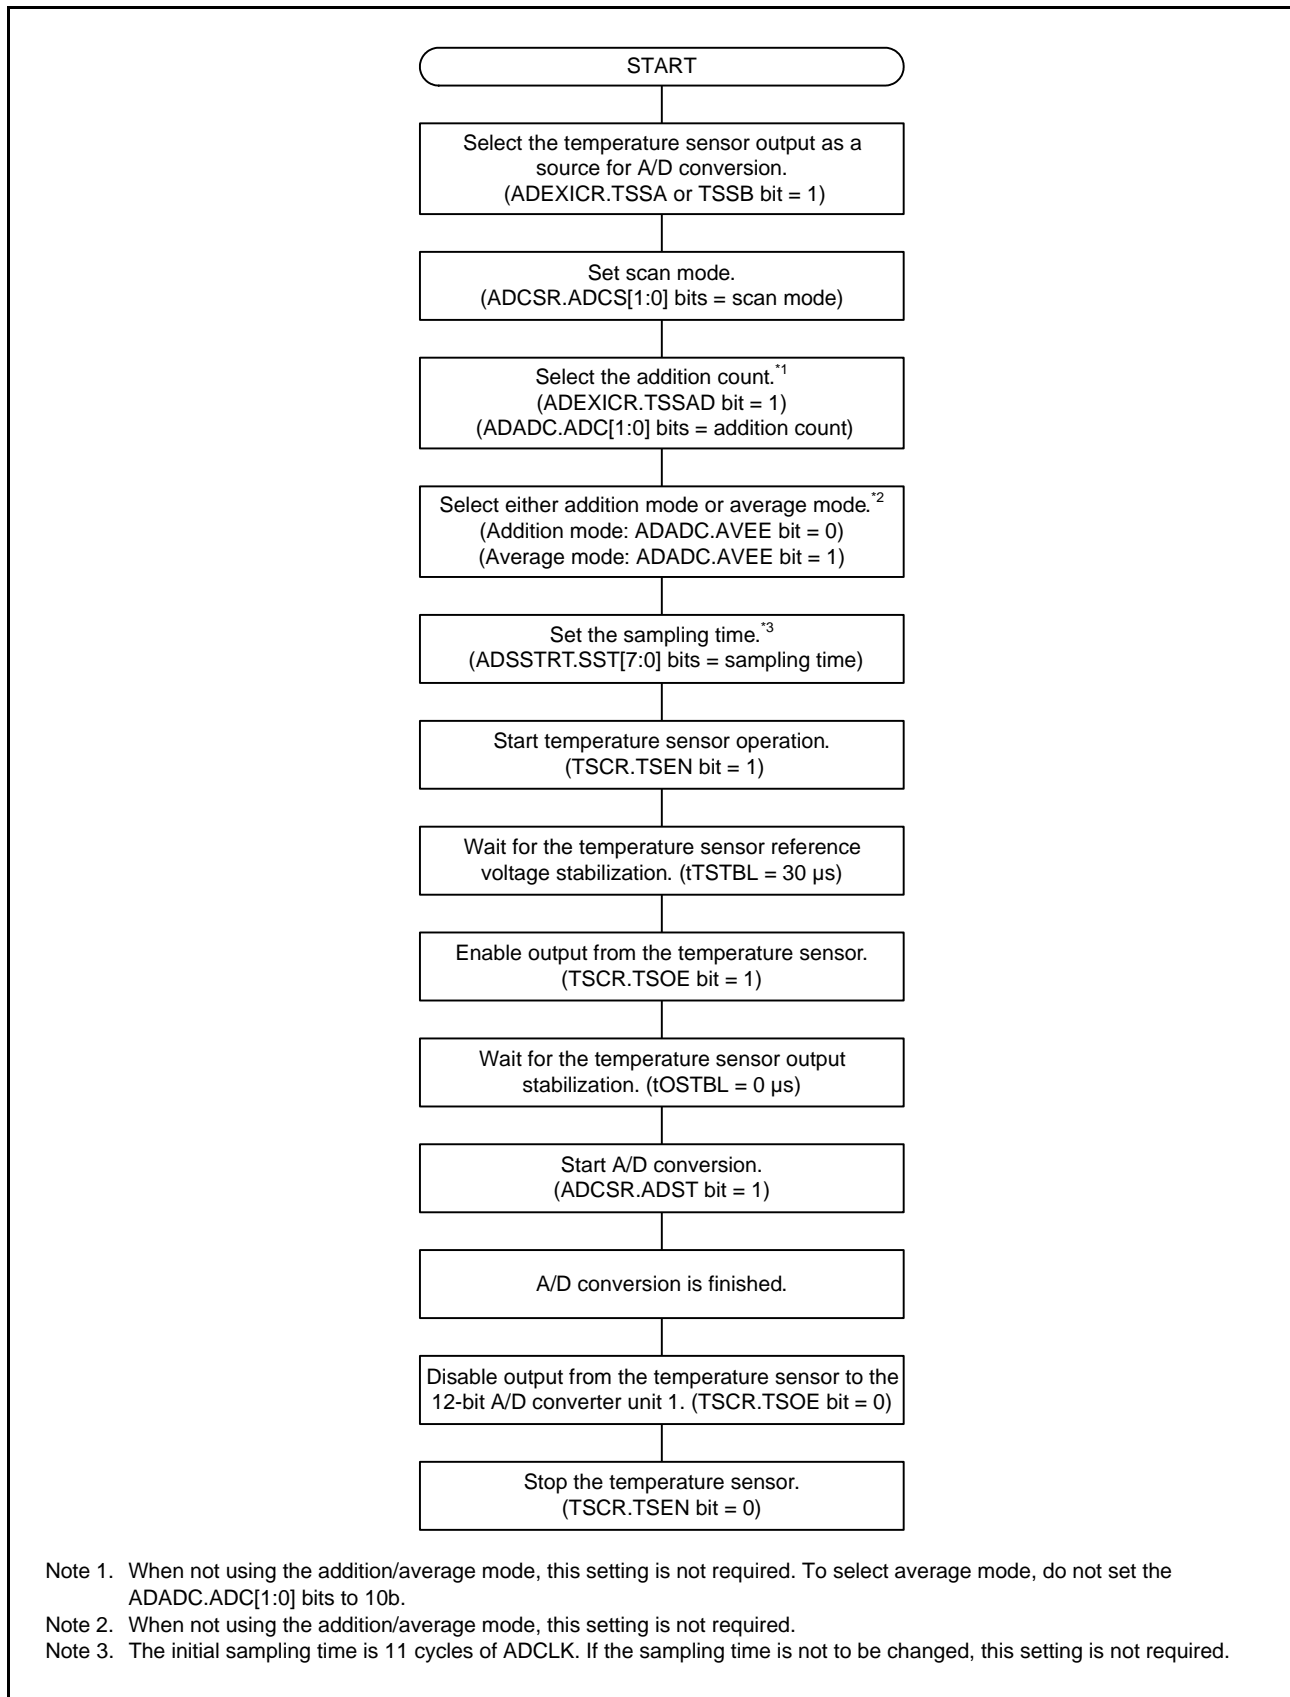 START
Select the temperature sensor output as a
source for A/D conversion.
(ADEXICR.TSSA or TSSB bit = 1)
Set scan mode.
(ADCSR.ADCS[1:0] bits = scan mode)
Select the addition count.*1
(ADEXICR.TSSAD bit = 1)
(ADADC.ADC[1:0] bits = addition count)
Select either addition mode or average mode.*2
(Addition mode: ADADC.AVEE bit = 0)
(Average mode: ADADC.AVEE bit = 1)
Set the sampling time.*3
(ADSSTRT.SST[7:0] bits = sampling time)
Start temperature sensor operation.
(TSCR.TSEN bit = 1)
Wait for the temperature sensor reference
voltage stabilization. (tTSTBL = 30 µs)
Enable output from the temperature sensor.
(TSCR.TSOE bit = 1)
Wait for the temperature sensor output
stabilization. (tOSTBL = 0 µs)
Start A/D conversion.
(ADCSR.ADST bit = 1)
A/D conversion is finished.
Disable output from the temperature sensor to the
12-bit A/D converter unit 1. (TSCR.TSOE bit = 0)
Stop the temperature sensor.
(TSCR.TSEN bit = 0)
Note 1. When not using the addition/average mode, this setting is not required. To select average mode, do not set the
ADADC.ADC[1:0] bits to 10b.
Note 2. When not using the addition/average mode, this setting is not required.
Note 3. The initial sampling time is 11 cycles of ADCLK. If the sampling time is not to be changed, this setting is not required.